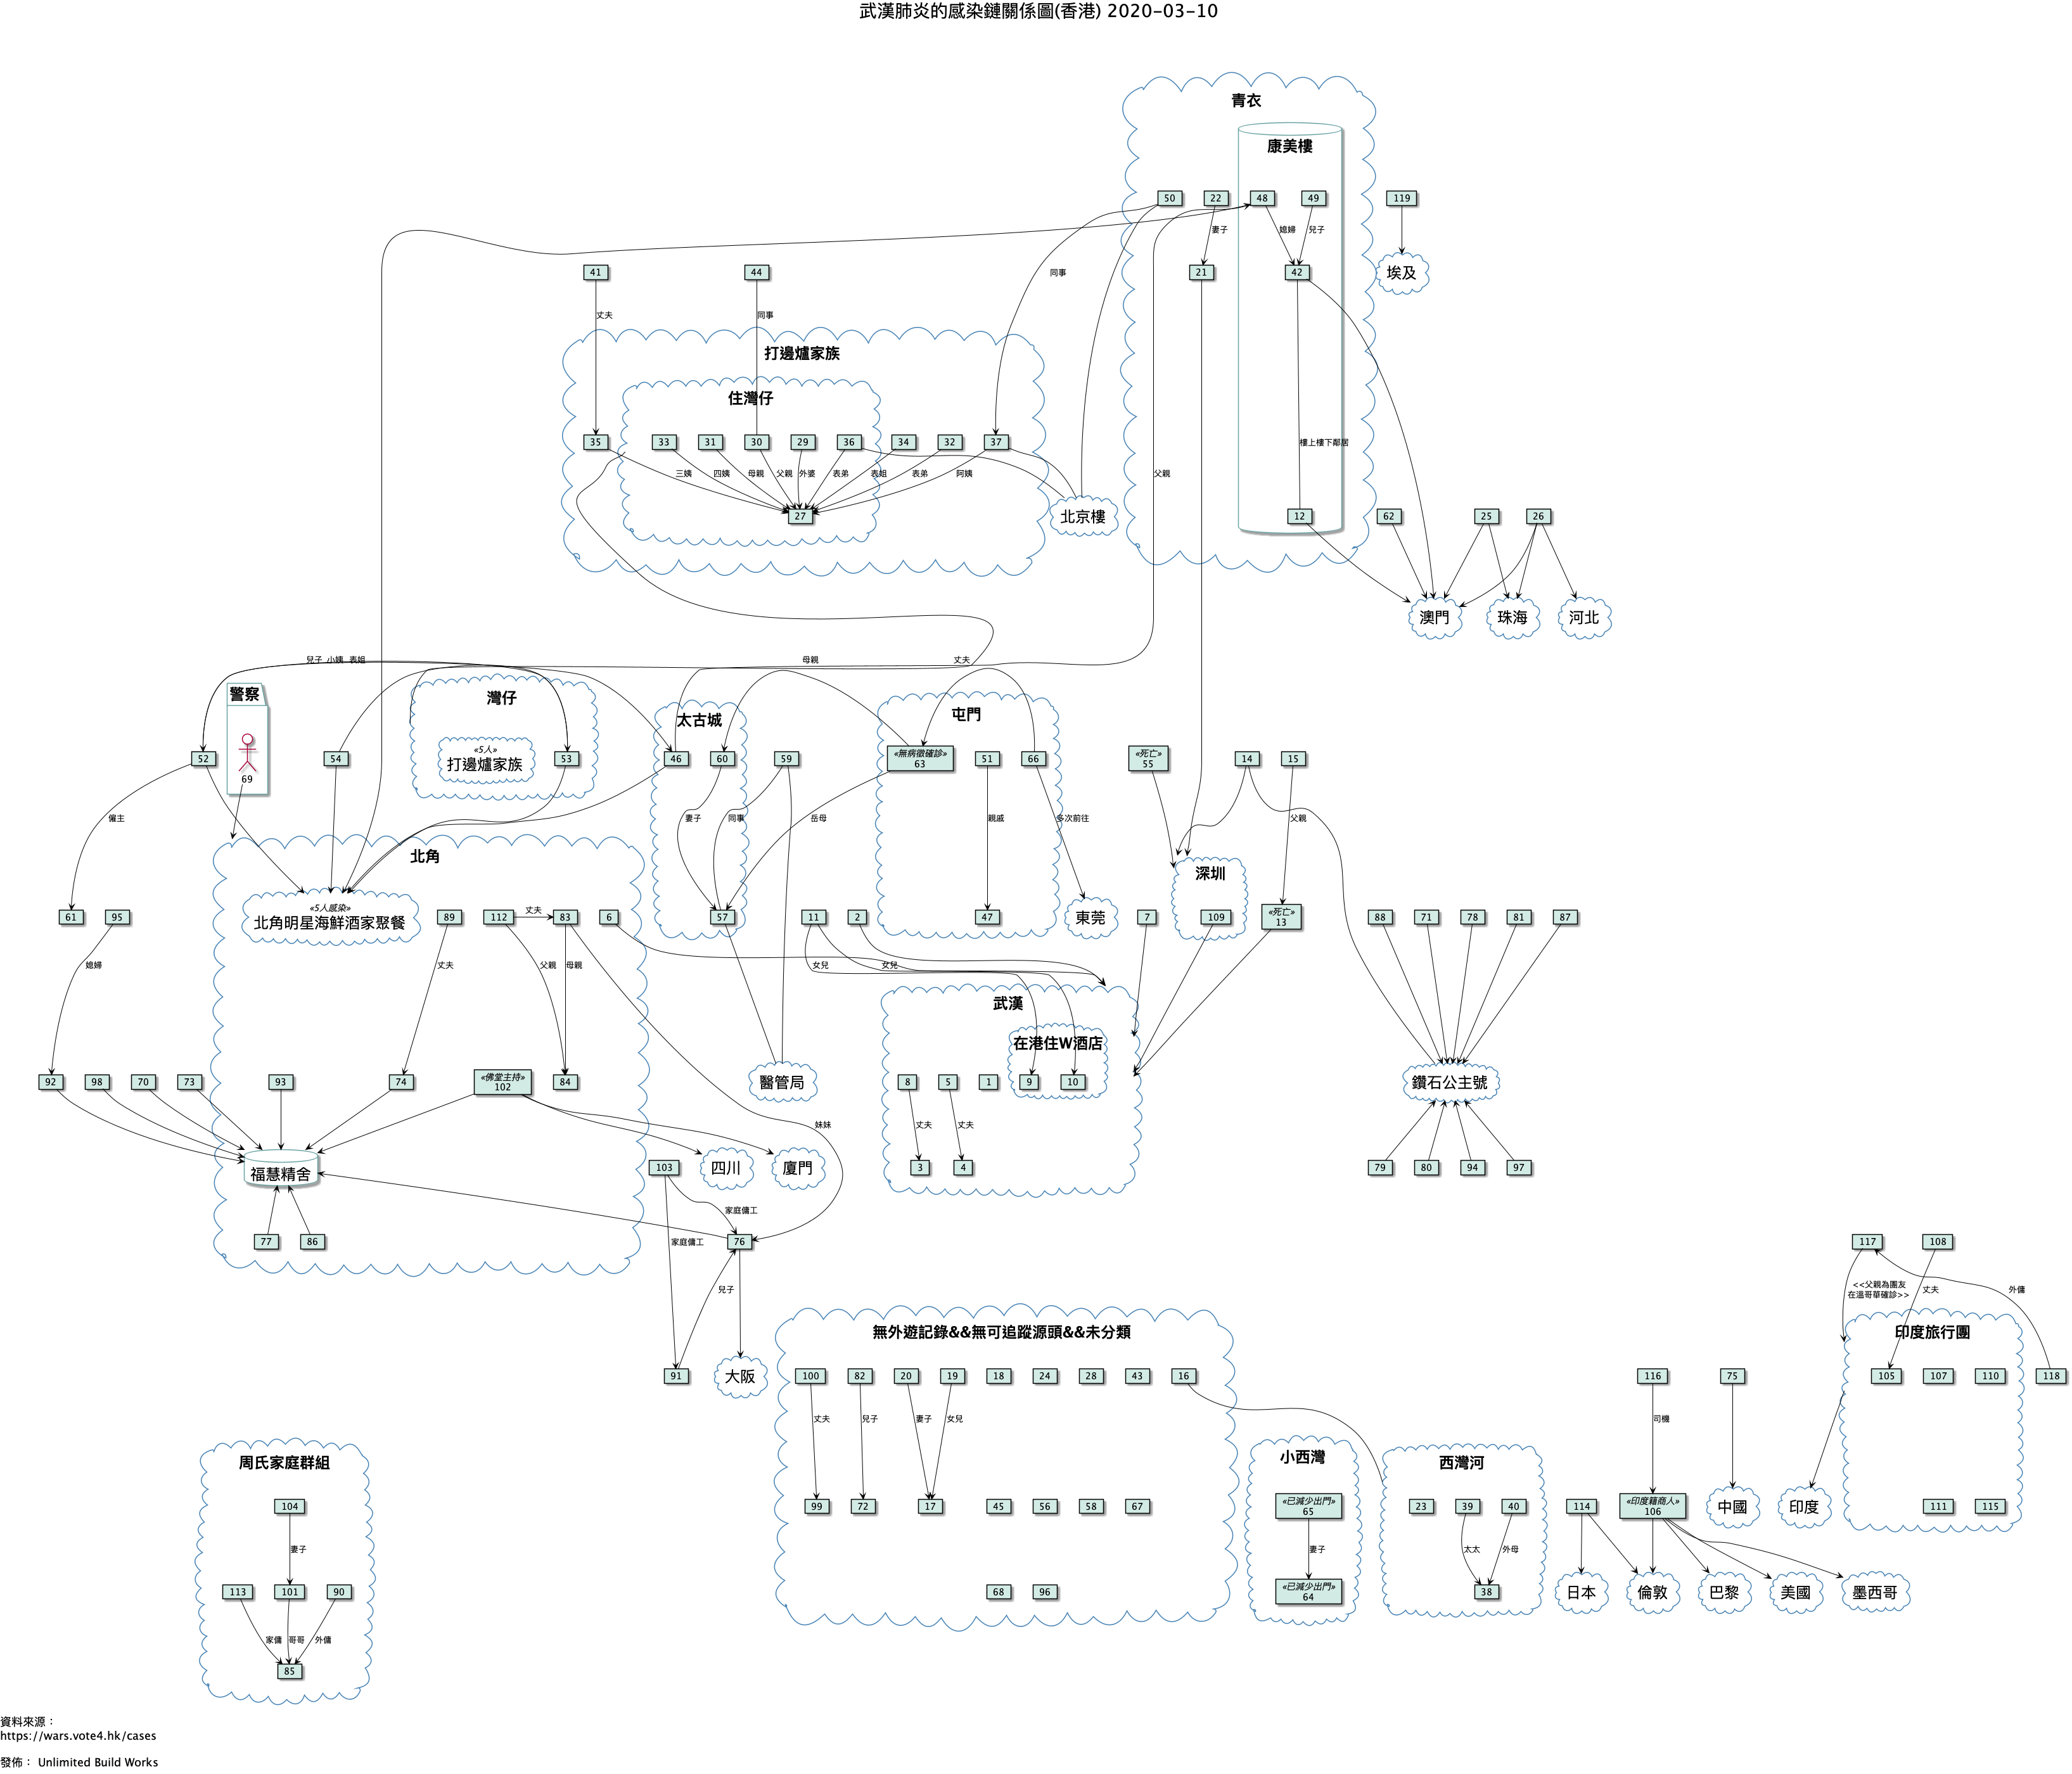 武漢肺炎的感染鏈關係圖(香港) 2020-03-10
青衣
康美樓
50
22
48
49
119
妻子
媳婦
兒子
41
44
21
42
埃及
同事
丈夫
同事
打邊爐家族
住灣仔
35
33
31
30
29
36
34
32
37
樓上樓下鄰居
三姨
四姨
母親
父親
外婆
表弟
表姐
表弟
阿姨
父親
27
北京樓
12
62
25
26
澳門
珠海
河北
兒子
小姨
表姐
母親
丈夫
警察
灣仔
太古城
屯門
«5人»
打邊爐家族
52
69
54
53
46
60
59
«無病徵確診»
63
51
66
«死亡»
55
14
15
僱主
妻子
同事
岳母
親戚
多次前往
父親
北角
深圳
«5人感染»
北角明星海鮮酒家聚餐
61
95
89
112
丈夫
83
6
57
11
2
47
東莞
7
109
«死亡»
13
88
71
78
81
87
媳婦
丈夫
父親
母親
女兒
女兒
武漢
在港住W酒店
92
98
70
73
93
74
«佛堂主持»
102
84
醫管局
8
5
1
9
10
鑽石公主號
妹妹
丈夫
丈夫
福慧精舍
103
四川
廈門
3
4
79
80
94
97
家庭傭工
77
86
家庭傭工
76
117
108
兒子
<<父親為團友
在溫哥華確診>>
丈夫
外傭
無外遊記錄&&無可追蹤源頭&&未分類
印度旅行團
91
大阪
100
82
20
19
18
24
28
43
16
116
75
105
107
110
118
丈夫
兒子
妻子
女兒
司機
周氏家庭群組
小西灣
西灣河
104
99
72
17
45
56
58
67
«已減少出門»
65
23
39
40
114
«印度籍商人»
106
中國
印度
111
115
妻子
妻子
太太
外母
113
101
90
68
96
«已減少出門»
64
38
日本
倫敦
巴黎
美國
墨西哥
家傭
哥哥
外傭
85
資料來源：
https://wars.vote4.hk/cases
發佈： Unlimited Build Works